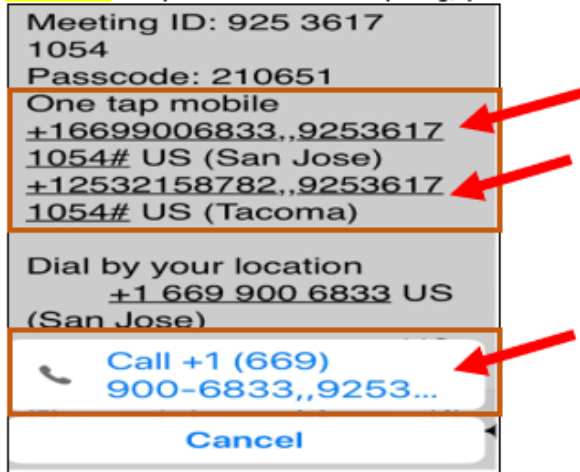 Meeting ID: 925 3617
1054
Passcode: 210651
One tap mobile
+16699006833,,9253617
1054# US (San Jose)
+12532158782,,9253617
1054# US (Tacoma)
Dial by your location
+1 669 900 6833 US
(San Jose)
Call +1 (669)
900-6833,,9253...
Cancel